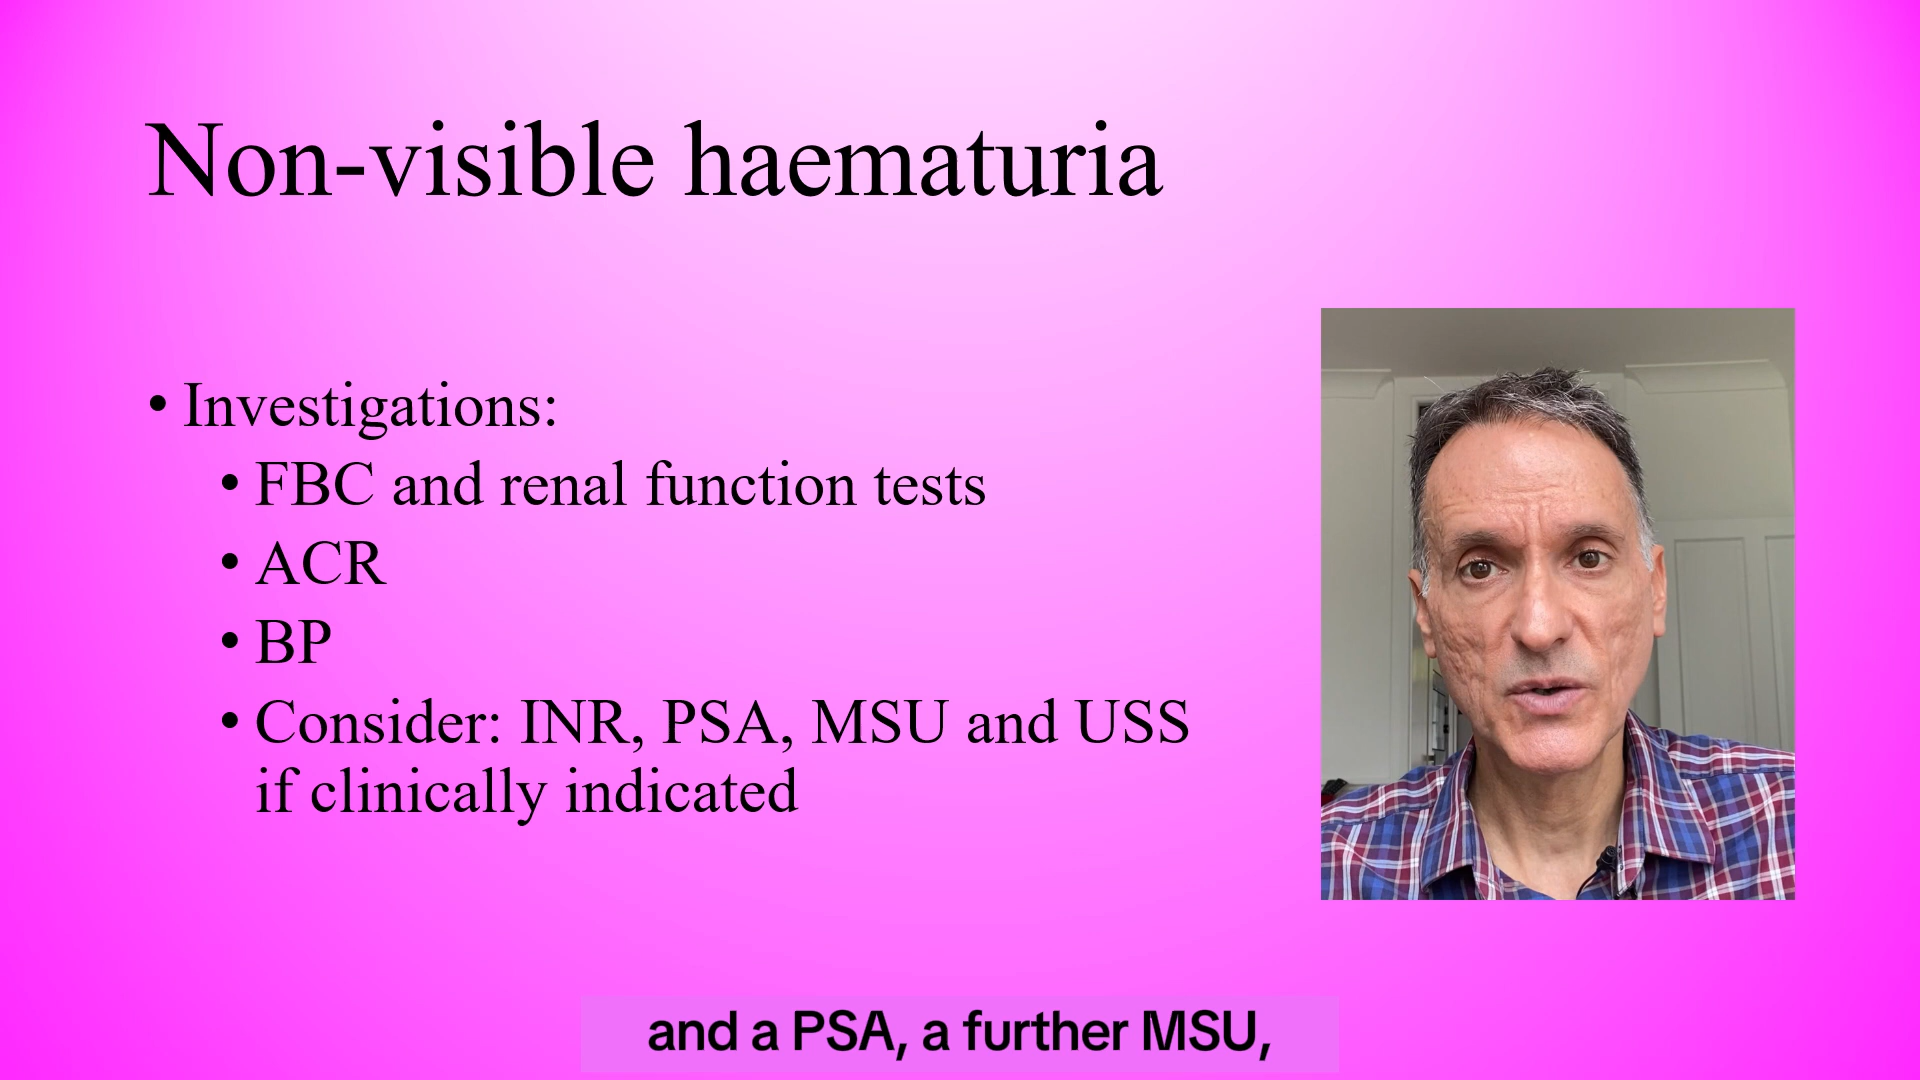 Non-visible haematuria
• Investigations:
• FBC and renal function tests
• ACR
• BP
• Consider: INR, PSA, MSU and USS
if clinically indicated
and a PSA, a further MSU,